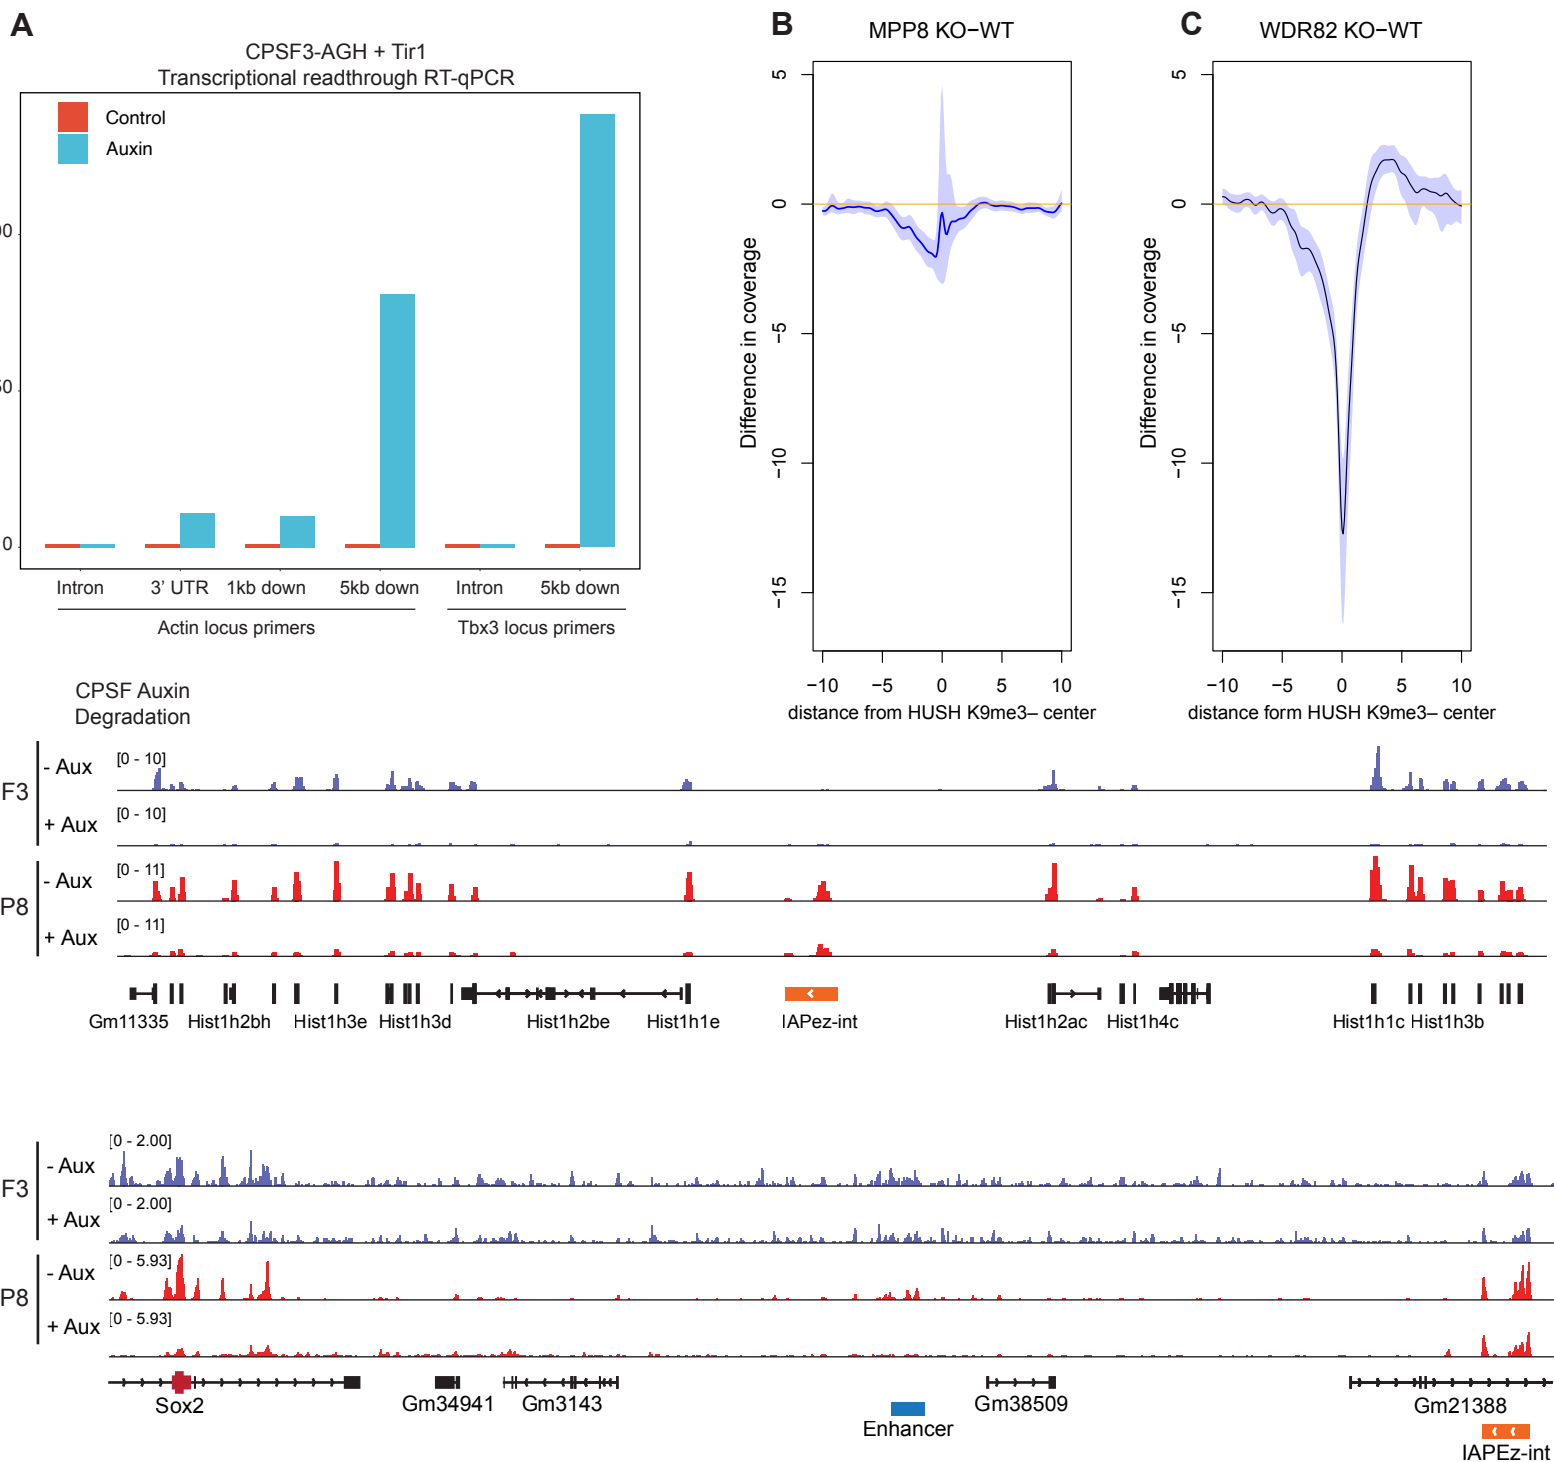 A
CPSF3-AGH + Tir1
Transcriptional readthrough RT-qPCR
Control
Auxin
0
Intron
3' UTR
1kb down
5kb down
Intron
5kb down
Actin locus primers
Tbx3 locus primers
B
MPP8 KO−WT
5
0
−5
−10
−15
Difference in coverage
−10
−5
0
5
10
distance from HUSH K9me3− center
C
WDR82 KO−WT
5
0
−5
−10
−15
Difference in coverage
−10
−5
0
5
10
distance form HUSH K9me3− center
CPSF Auxin
Degradation
F3
- Aux
[0 - 10]
+ Aux
[0 - 10]
P8
- Aux
[0 - 11]
+ Aux
[0 - 11]
Gm11335
Hist1h2bh
Hist1h3e
Hist1h3d
Hist1h2be
Hist1h1e
IAPez-int
Hist1h2ac
Hist1h4c
Hist1h1c
Hist1h3b
F3
- Aux
[0 - 2.00]
+ Aux
[0 - 2.00]
P8
- Aux
[0 - 5.93]
+ Aux
[0 - 5.93]
Sox2
Gm34941
Gm3143
Enhancer
Gm38509
Gm21388
IAPEz-int